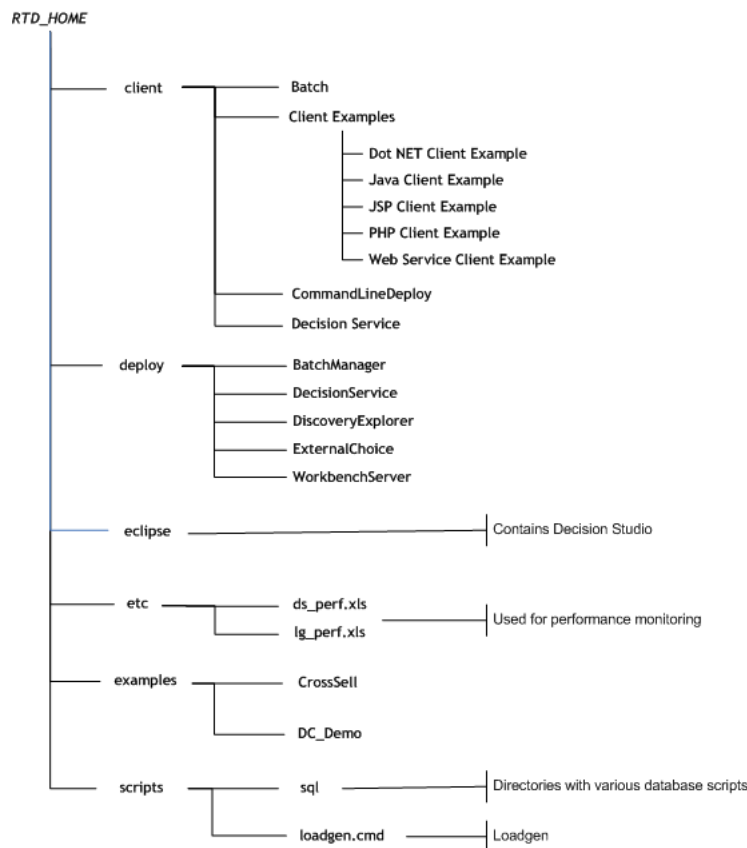 RTD_HOME
client
Batch
Client Examples
Dot NET Client Example
Java Client Example
JSP Client Example
PHP Client Example
Web Service Client Example
CommandLineDeploy
Decision Service
deploy
BatchManager
DecisionService
DiscoveryExplorer
ExternalChoice
WorkbenchServer
eclipse
Contains Decision Studio
etc
ds_perf.xls
lg_perf.xls
Used for performance monitoring
examples
CrossSell
DC_Demo
scripts
sql
Directories with various database scripts
loadgen.cmd
Loadgen